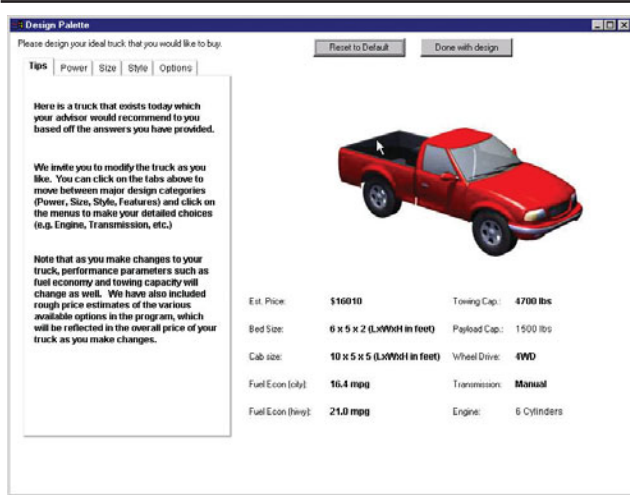 Design Palette
Please design your ideal truck that you would like to buy.
Reset to Default
Done with design
Tips
Power
Size
Style
Options
Here is a truck that exists today which
your advisor would recommend to you
based off the answers you have provided.
We invite you to modify the truck as you
like. You can click on the tabs above to
move between major design categories
(Power, Size, Style, Features) and click on
the menus to make your detailed choices
(e.g. Engine, Transmission, etc.)
Note that as you make changes to your
truck, performance parameters such as
fuel economy and towing capacity will
change as well. We have also included
rough price estimates of the various
available options in the program, which
will be reflected in the overall price of your
truck as you make changes.
Est. Price: $16010 Towing Cap.: 4700 lbs
Bed Size: 6 x 5 x 2 (LxWxH in feet) Payload Cap.: 1500 lbs
Cab size: 10 x 5 x 5 (LxWxH in feet) Wheel Drive: 4WD
Fuel Econ (city): 16.4 mpg Transmission: Manual
Fuel Econ (hwy): 21.0 mpg Engine: 6 Cylinders